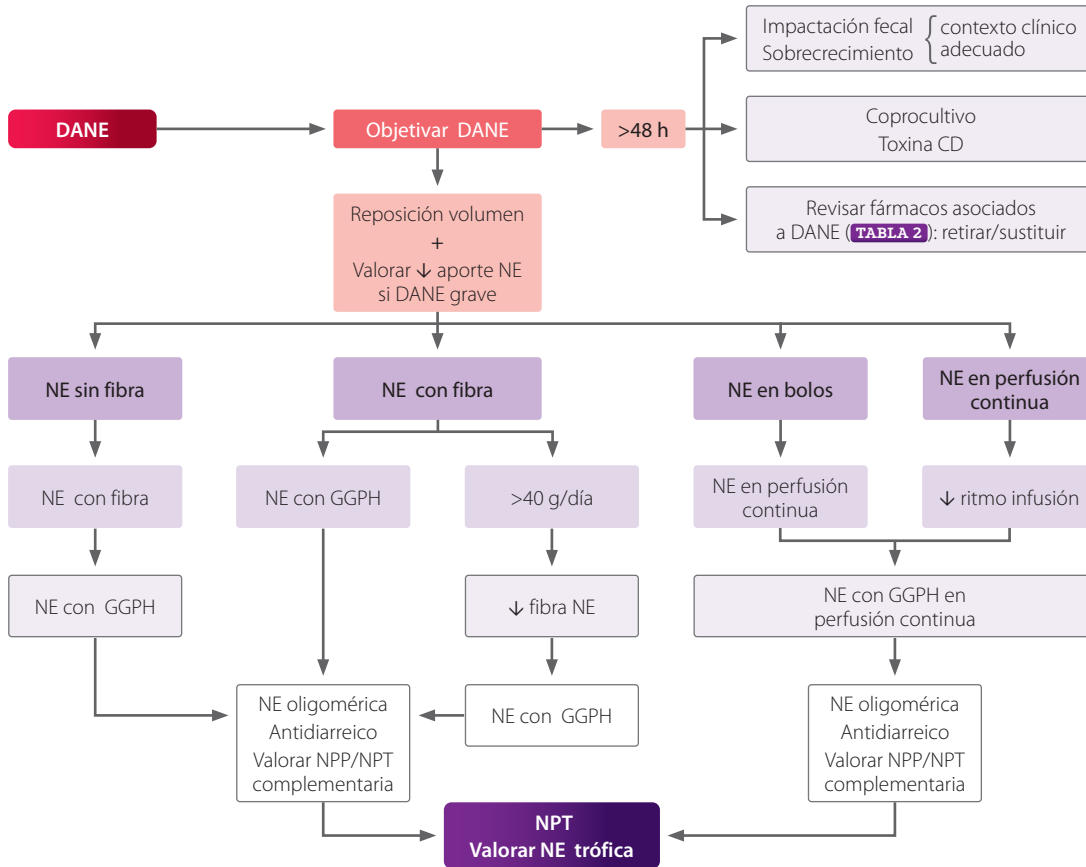 Impactación fecal
Sobrecrecimiento
contexto clínico
adecuado
DANE
Objetivar DANE
>48 h
Coprocultivo
Toxina CD
Reposición volumen
+
Valorar ↓ aporte NE
si DANE grave
Revisar fármacos asociados
a DANE (TABLA 2): retirar/sustituir
NE sin fibra
NE con fibra
NE en bolos
NE en perfusión
continua
NE con fibra
NE con GGPH
>40 g/día
NE en perfusión
continua
↓ ritmo infusión
NE con GGPH
↓ fibra NE
NE con GGPH en
perfusión continua
NE oligomérica
Antidiarreico
Valorar NPP/NPT
complementaria
NE con GGPH
NE oligomérica
Antidiarreico
Valorar NPP/NPT
complementaria
NPT
Valorar NE trófica